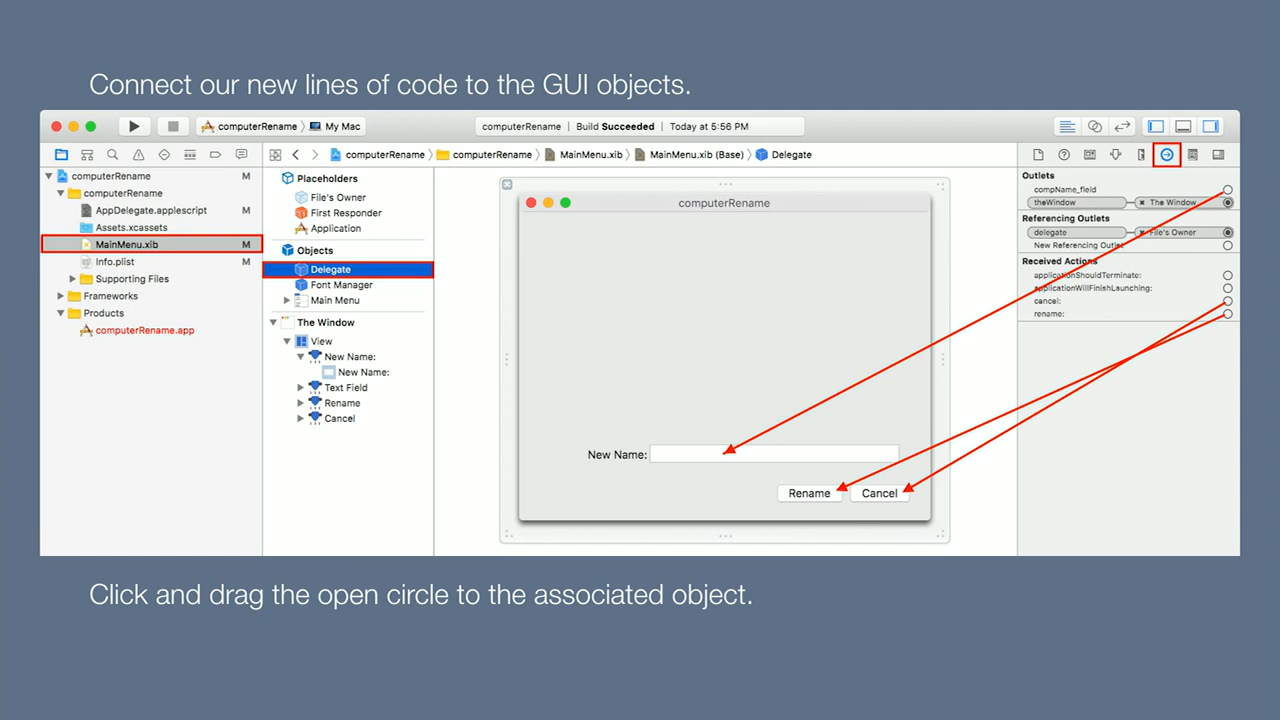 Connect our new lines of code to the GUI objects.
computerRename My Mac
computerRename | Build Succeeded | Today at 5:56 PM
computerRename computerRename MainMenu.xib MainMenu.xib (Base) Delegate
computerRename M
computerRename
AppDelegate.applescript M
Assets.xcassets
MainMenu.xib M
Info.plist M
Supporting Files
Frameworks
Products
computerRename.app
Placeholders
File's Owner
First Responder
Application
Objects
Delegate
Font Manager
Main Menu
The Window
View
New Name:
New Name:
Text Field
Rename
Cancel
computerRename
New Name:
Rename Cancel
Outlets
compName_field
theWindow The Window
Referencing Outlets
delegate File's Owner
New Referencing Outlet
Received Actions
applicationShouldTerminate:
applicationWillFinishLaunching:
cancel:
rename:
Click and drag the open circle to the associated object.